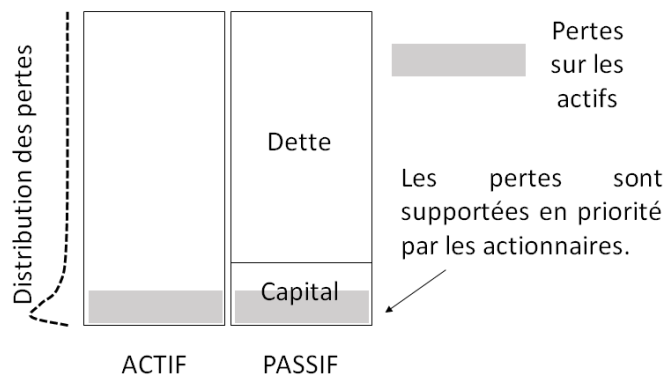 Distribution des pertes
Dette
Capital
ACTIF
PASSIF
Pertes
sur les
actifs
Les pertes sont
supportées en priorité
par les actionnaires.